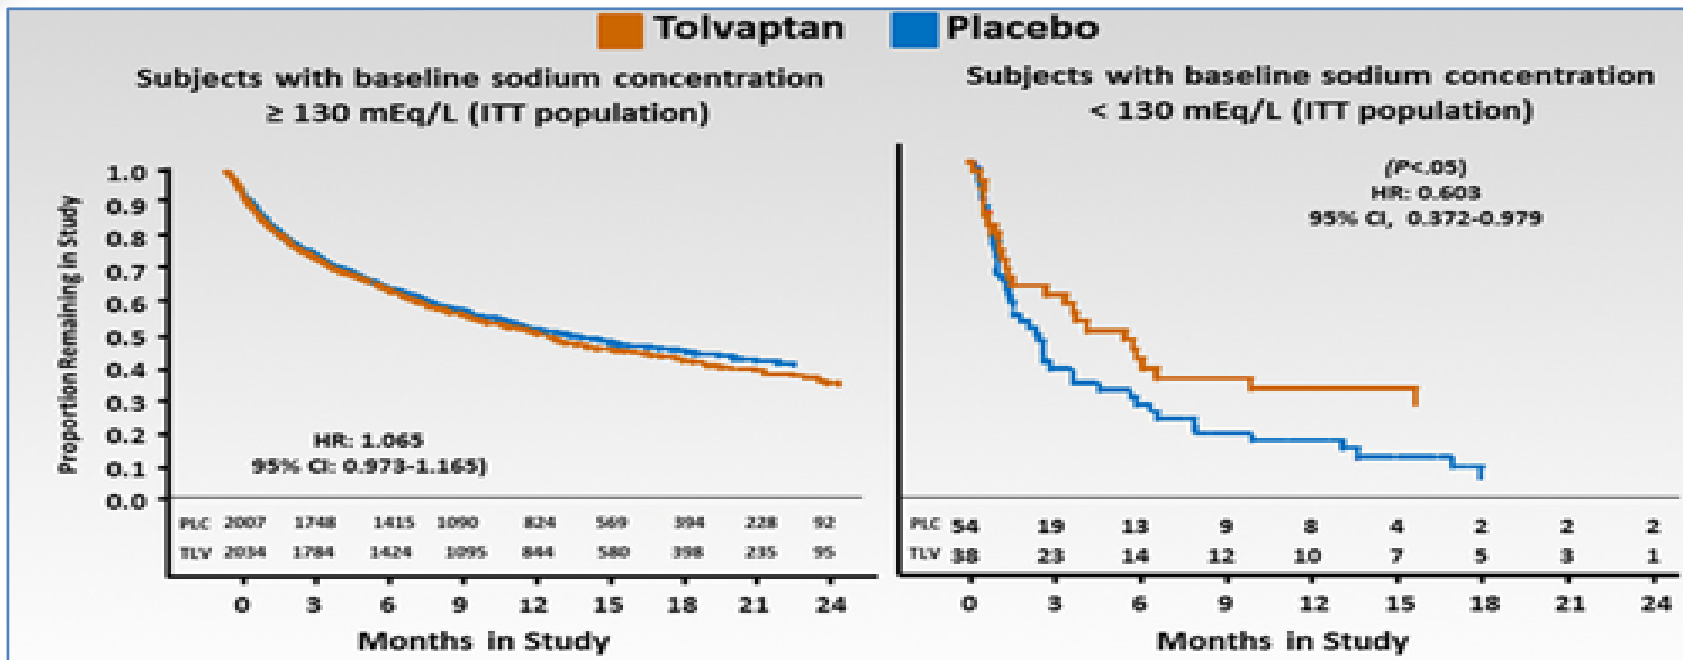 Tolvaptan Placebo
Subjects with baseline sodium concentration
≥ 130 mEq/L (ITT population)
Proportion Remaining in Study
1.0
0.9
0.8
0.7
0.6
0.5
0.4
0.3
0.2
0.1
0.0
HR: 1.065
95% CI: 0.973-1.165)
PLC 2007 1748 1415 1090 824 569 394 228 92
TLV 2034 1784 1424 1095 844 580 398 235 95
0 3 6 9 12 15 18 21 24
Months in Study
Subjects with baseline sodium concentration
< 130 mEq/L (ITT population)
(P<.05)
HR: 0.603
95% CI, 0.372-0.979
PLC 54 19 13 9 8 4 2 2 2
TLV 38 23 14 12 10 7 5 3 1
0 3 6 9 12 15 18 21 24
Months in Study